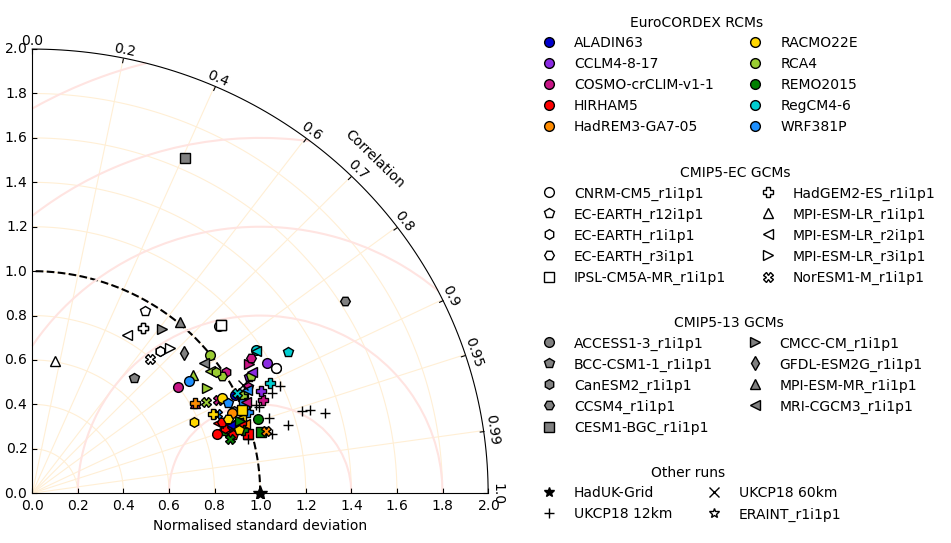 0.0
0.2
0.4
0.6
Correlation
0.7
0.8
0.9
0.95
0.99
1.0
2.0
1.8
1.6
1.4
1.2
1.0
0.8
0.6
0.4
0.2
0.0
0.0 0.2 0.4 0.6 0.8 1.0 1.2 1.4 1.6 1.8 2.0
Normalised standard deviation
EuroCORDEX RCMs
ALADIN63
CCLM4-8-17
COSMO-crCLIM-v1-1
HIRHAM5
HadREM3-GA7-05
RACMO22E
RCA4
REMO2015
RegCM4-6
WRF381P
CMIP5-EC GCMs
CNRM-CM5_r1i1p1
EC-EARTH_r12i1p1
EC-EARTH_r1i1p1
EC-EARTH_r3i1p1
IPSL-CM5A-MR_r1i1p1
HadGEM2-ES_r1i1p1
MPI-ESM-LR_r1i1p1
MPI-ESM-LR_r2i1p1
MPI-ESM-LR_r3i1p1
NorESM1-M_r1i1p1
CMIP5-13 GCMs
ACCESS1-3_r1i1p1
BCC-CSM1-1_r1i1p1
CanESM2_r1i1p1
CCSM4_r1i1p1
CESM1-BGC_r1i1p1
CMCC-CM_r1i1p1
GFDL-ESM2G_r1i1p1
MPI-ESM-MR_r1i1p1
MRI-CGCM3_r1i1p1
Other runs
HadUK-Grid
UKCP18 12km
UKCP18 60km
ERAINT_r1i1p1